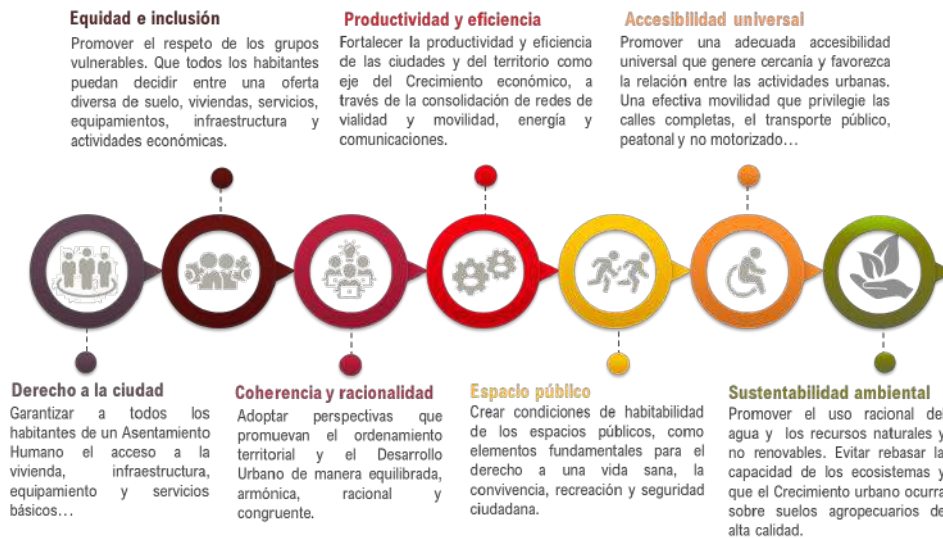 Equidad e inclusión
Promover el respeto de los grupos
vulnerables. Que todos los habitantes
puedan decidir entre una oferta
diversa de suelo, viviendas, servicios,
equipamientos, infraestructura y
actividades económicas.
Productividad y eficiencia
Fortalecer la productividad y eficiencia
de las ciudades y del territorio como
eje del Crecimiento económico, a
través de la consolidación de redes de
vialidad y movilidad, energía y
comunicaciones.
Accesibilidad universal
Promover una adecuada accesibilidad
universal que genere cercanía y favorezca
la relación entre las actividades urbanas.
Una efectiva movilidad que privilegie las
calles completas, el transporte público,
peatonal y no motorizado…
Derecho a la ciudad
Garantizar a todos los
habitantes de un Asentamiento
Humano el acceso a la
vivienda, infraestructura,
equipamiento y servicios
básicos…
Coherencia y racionalidad
Adoptar perspectivas que
promuevan el ordenamiento
territorial y el Desarrollo
Urbano de manera equilibrada,
armónica, racional y
congruente.
Espacio público
Crear condiciones de habitabilidad
de los espacios públicos, como
elementos fundamentales para el
derecho a una vida sana, la
convivencia, recreación y seguridad
ciudadana.
Sustentabilidad ambiental
Promover el uso racional del
agua y los recursos naturales y
no renovables. Evitar rebasar la
capacidad de los ecosistemas y
que el Crecimiento urbano ocurra
sobre suelos agropecuarios de
alta calidad.